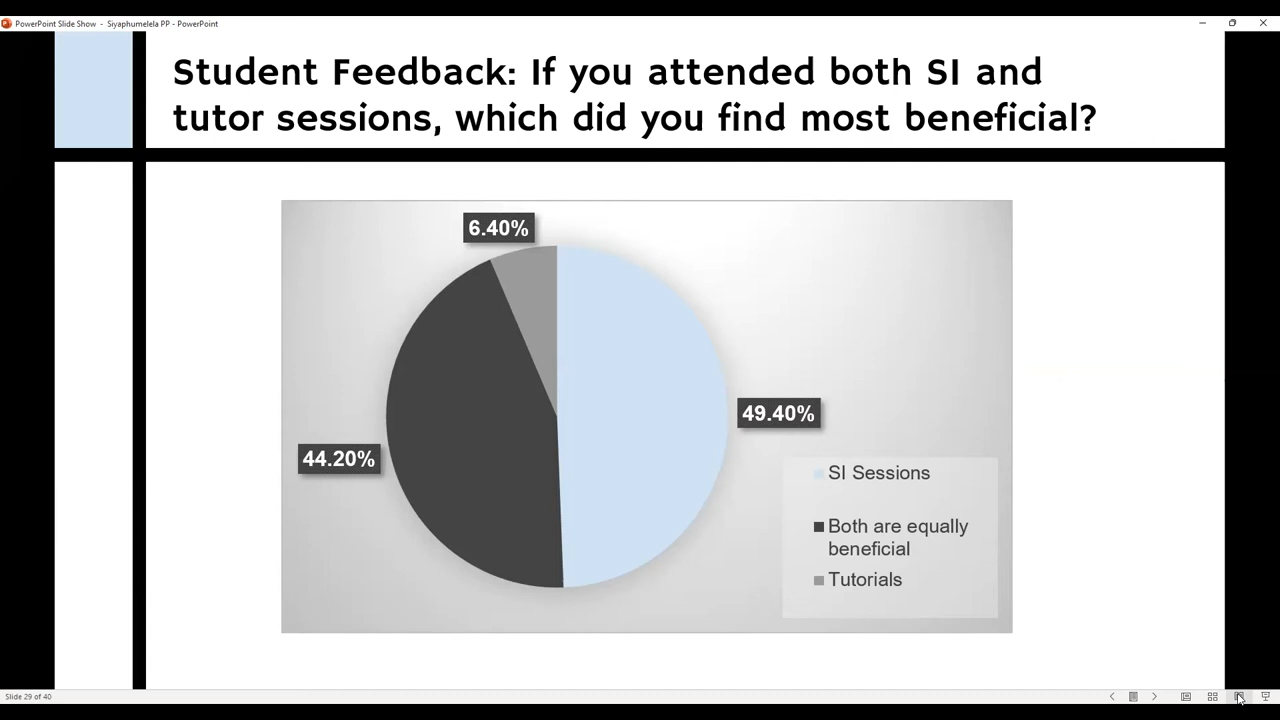 PowerPoint Slide Show - Siyaphumelela PP - PowerPoint
Student Feedback: If you attended both SI and
tutor sessions, which did you find most beneficial?
6.40%
49.40%
44.20%
SI Sessions
Both are equally
beneficial
Tutorials
Slide 29 of 40